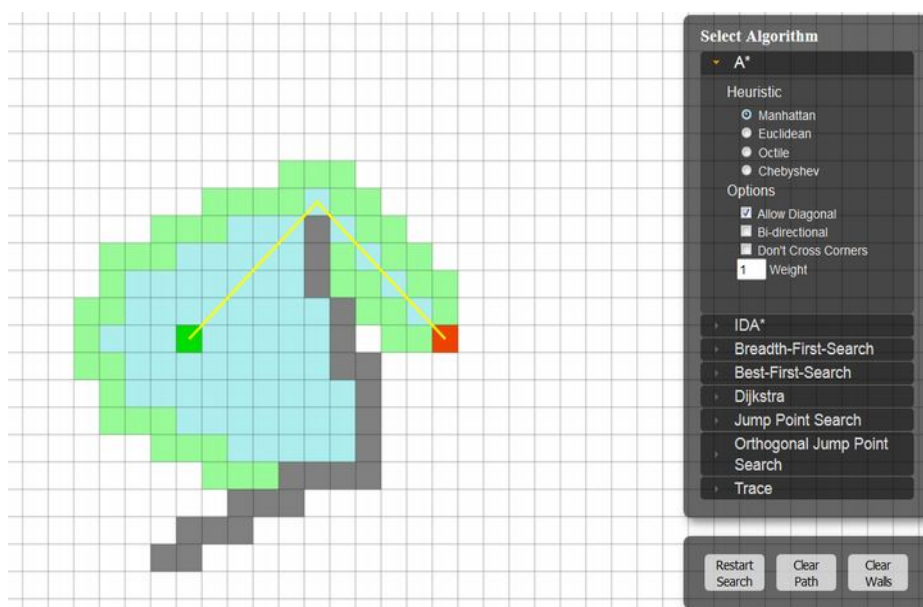 Select Algorithm
A*
Heuristic
Manhattan
Euclidean
Octile
Chebyshev
Options
Allow Diagonal
Bi-directional
Don't Cross Corners
1 Weight
IDA*
Breadth-First-Search
Best-First-Search
Dijkstra
Jump Point Search
Orthogonal Jump Point
Search
Trace
Restart Clear Clear
Search Path Walls